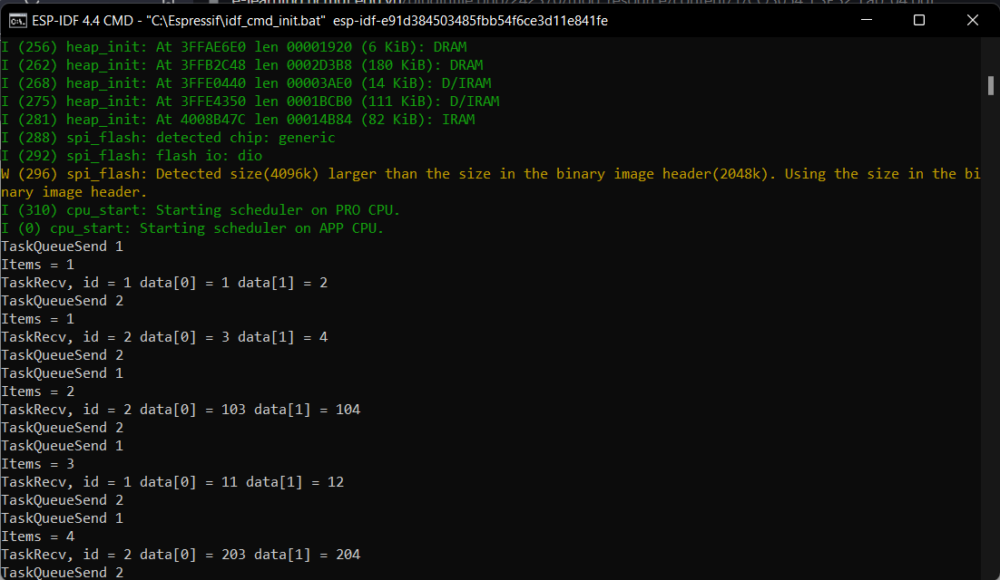 ESP-IDF 4.4 CMD - "C:\Espressif\idf_cmd_init.bat" esp-idf-e91d384503485fbb54f6ce3d11e841fe
I (256) heap_init: At 3FFAE6E0 len 00001920 (6 KiB): DRAM
I (262) heap_init: At 3FFB2C48 len 0002D3B8 (180 KiB): DRAM
I (268) heap_init: At 3FFE0440 len 00003AE0 (14 KiB): D/IRAM
I (275) heap_init: At 3FFE4350 len 0001BCB0 (111 KiB): D/IRAM
I (281) heap_init: At 4008B47C len 00014B84 (82 KiB): IRAM
I (288) spi_flash: detected chip: generic
I (292) spi_flash: flash io: dio
W (296) spi_flash: Detected size(4096k) larger than the size in the binary image header(2048k). Using the size in the bi
nary image header.
I (310) cpu_start: Starting scheduler on PRO CPU.
I (0) cpu_start: Starting scheduler on APP CPU.
TaskQueueSend 1
Items = 1
TaskRecv, id = 1 data[0] = 1 data[1] = 2
TaskQueueSend 2
Items = 1
TaskRecv, id = 2 data[0] = 3 data[1] = 4
TaskQueueSend 2
TaskQueueSend 1
Items = 2
TaskRecv, id = 2 data[0] = 103 data[1] = 104
TaskQueueSend 2
TaskQueueSend 1
Items = 3
TaskRecv, id = 1 data[0] = 11 data[1] = 12
TaskQueueSend 2
TaskQueueSend 1
Items = 4
TaskRecv, id = 2 data[0] = 203 data[1] = 204
TaskQueueSend 2